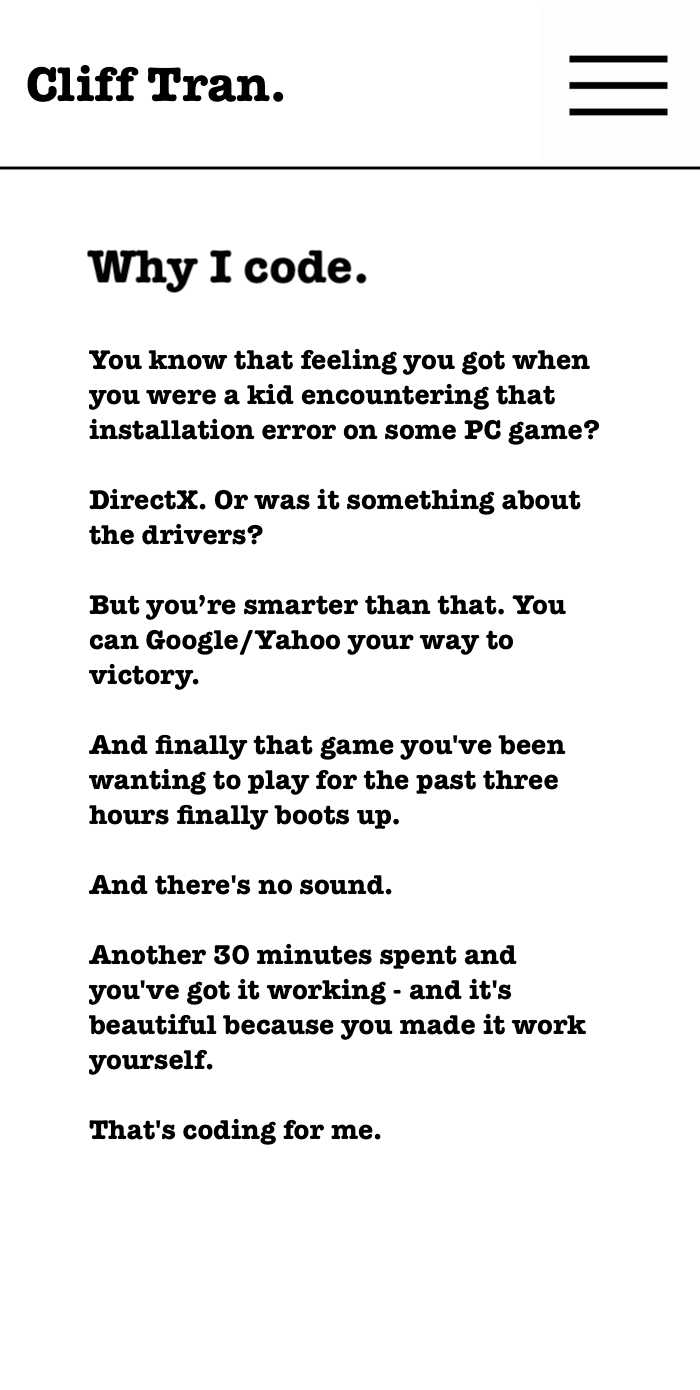 Cliff Tran.
Why I code.
You know that feeling you got when
you were a kid encountering that
installation error on some PC game?
DirectX. Or was it something about
the drivers?
But you’re smarter than that. You
can Google/Yahoo your way to
victory.
And finally that game you've been
wanting to play for the past three
hours finally boots up.
And there's no sound.
Another 30 minutes spent and
you've got it working - and it's
beautiful because you made it work
yourself.
That's coding for me.